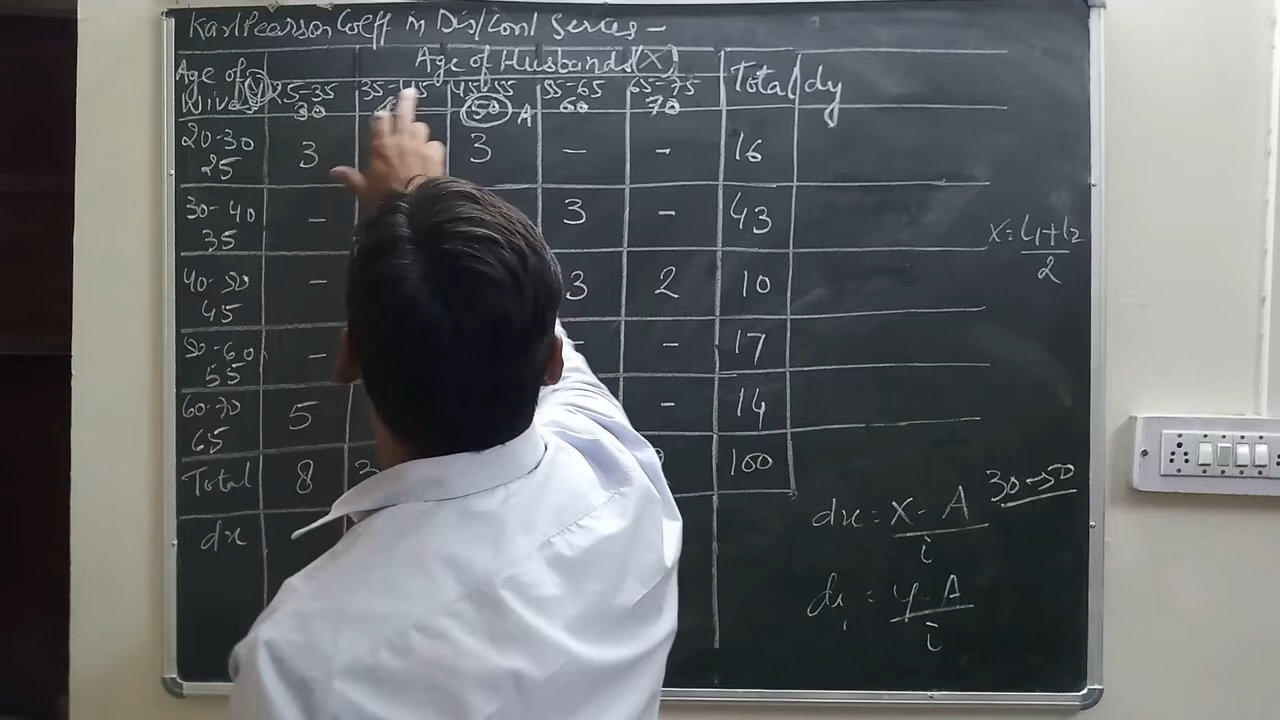 Karl Pearson Coeff in Dis/Cont Series -
Age of Husbands (X)
Age of Wives (Y) 25-35 35-45 45-55 55-65 65-75 Total dy
30 50 A 60 70
20-30 25 3 3 - - 16
30-40 35 - 3 - 43
40-50 45 - 3 2 10
50-60 55 - - - 17
60-70 65 5 - 14
Total 8 100
dx
X = l1 + l2
2
30-50
dx = X - A
i
= y - A
i